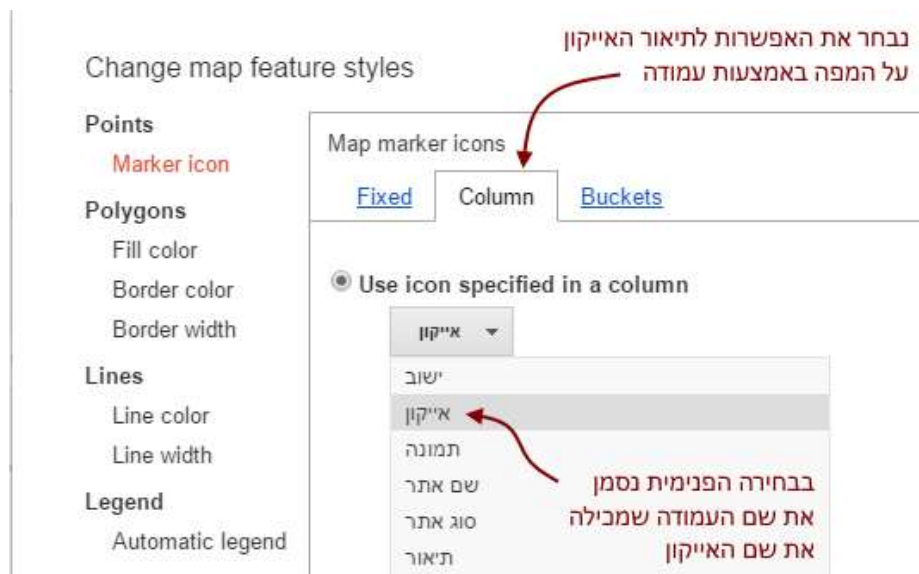 נבחר את האפשרות לתיאור האייקון
על המפה באמצעות עמודה
Change map feature styles
Points
Marker icon
Polygons
Fill color
Border color
Border width
Lines
Line color
Line width
Legend
Automatic legend
Map marker icons
Fixed Column Buckets
Use icon specified in a column
אייקון
ישוב
אייקון
תמונה
שם אתר
סוג אתר
תיאור
בבחירה הפנימית נסמן
את שם העמודה שמכילה
את שם האייקון